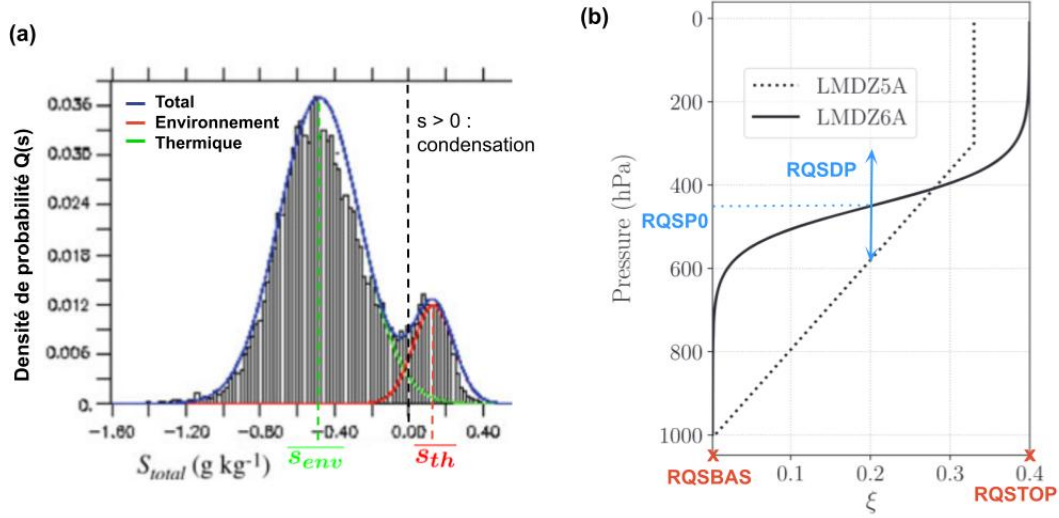 (a)
Densité de probabilité Q(s)
0.036
0.030
0.024
0.018
0.012
0.006
0.
Total
Environnement
Thermique
s > 0 :
condensation
-1.60 -1.20 -0.80 -0.40 0.00 0.40
S_total (g kg⁻¹)
s_env
s_th
(b)
Pressure (hPa)
0
200
400
600
800
1000
LMDZ5A
LMDZ6A
RQSDP
RQSP0
0.1 0.2 0.3 0.4
RQSBAS
RQSTOP
ξ